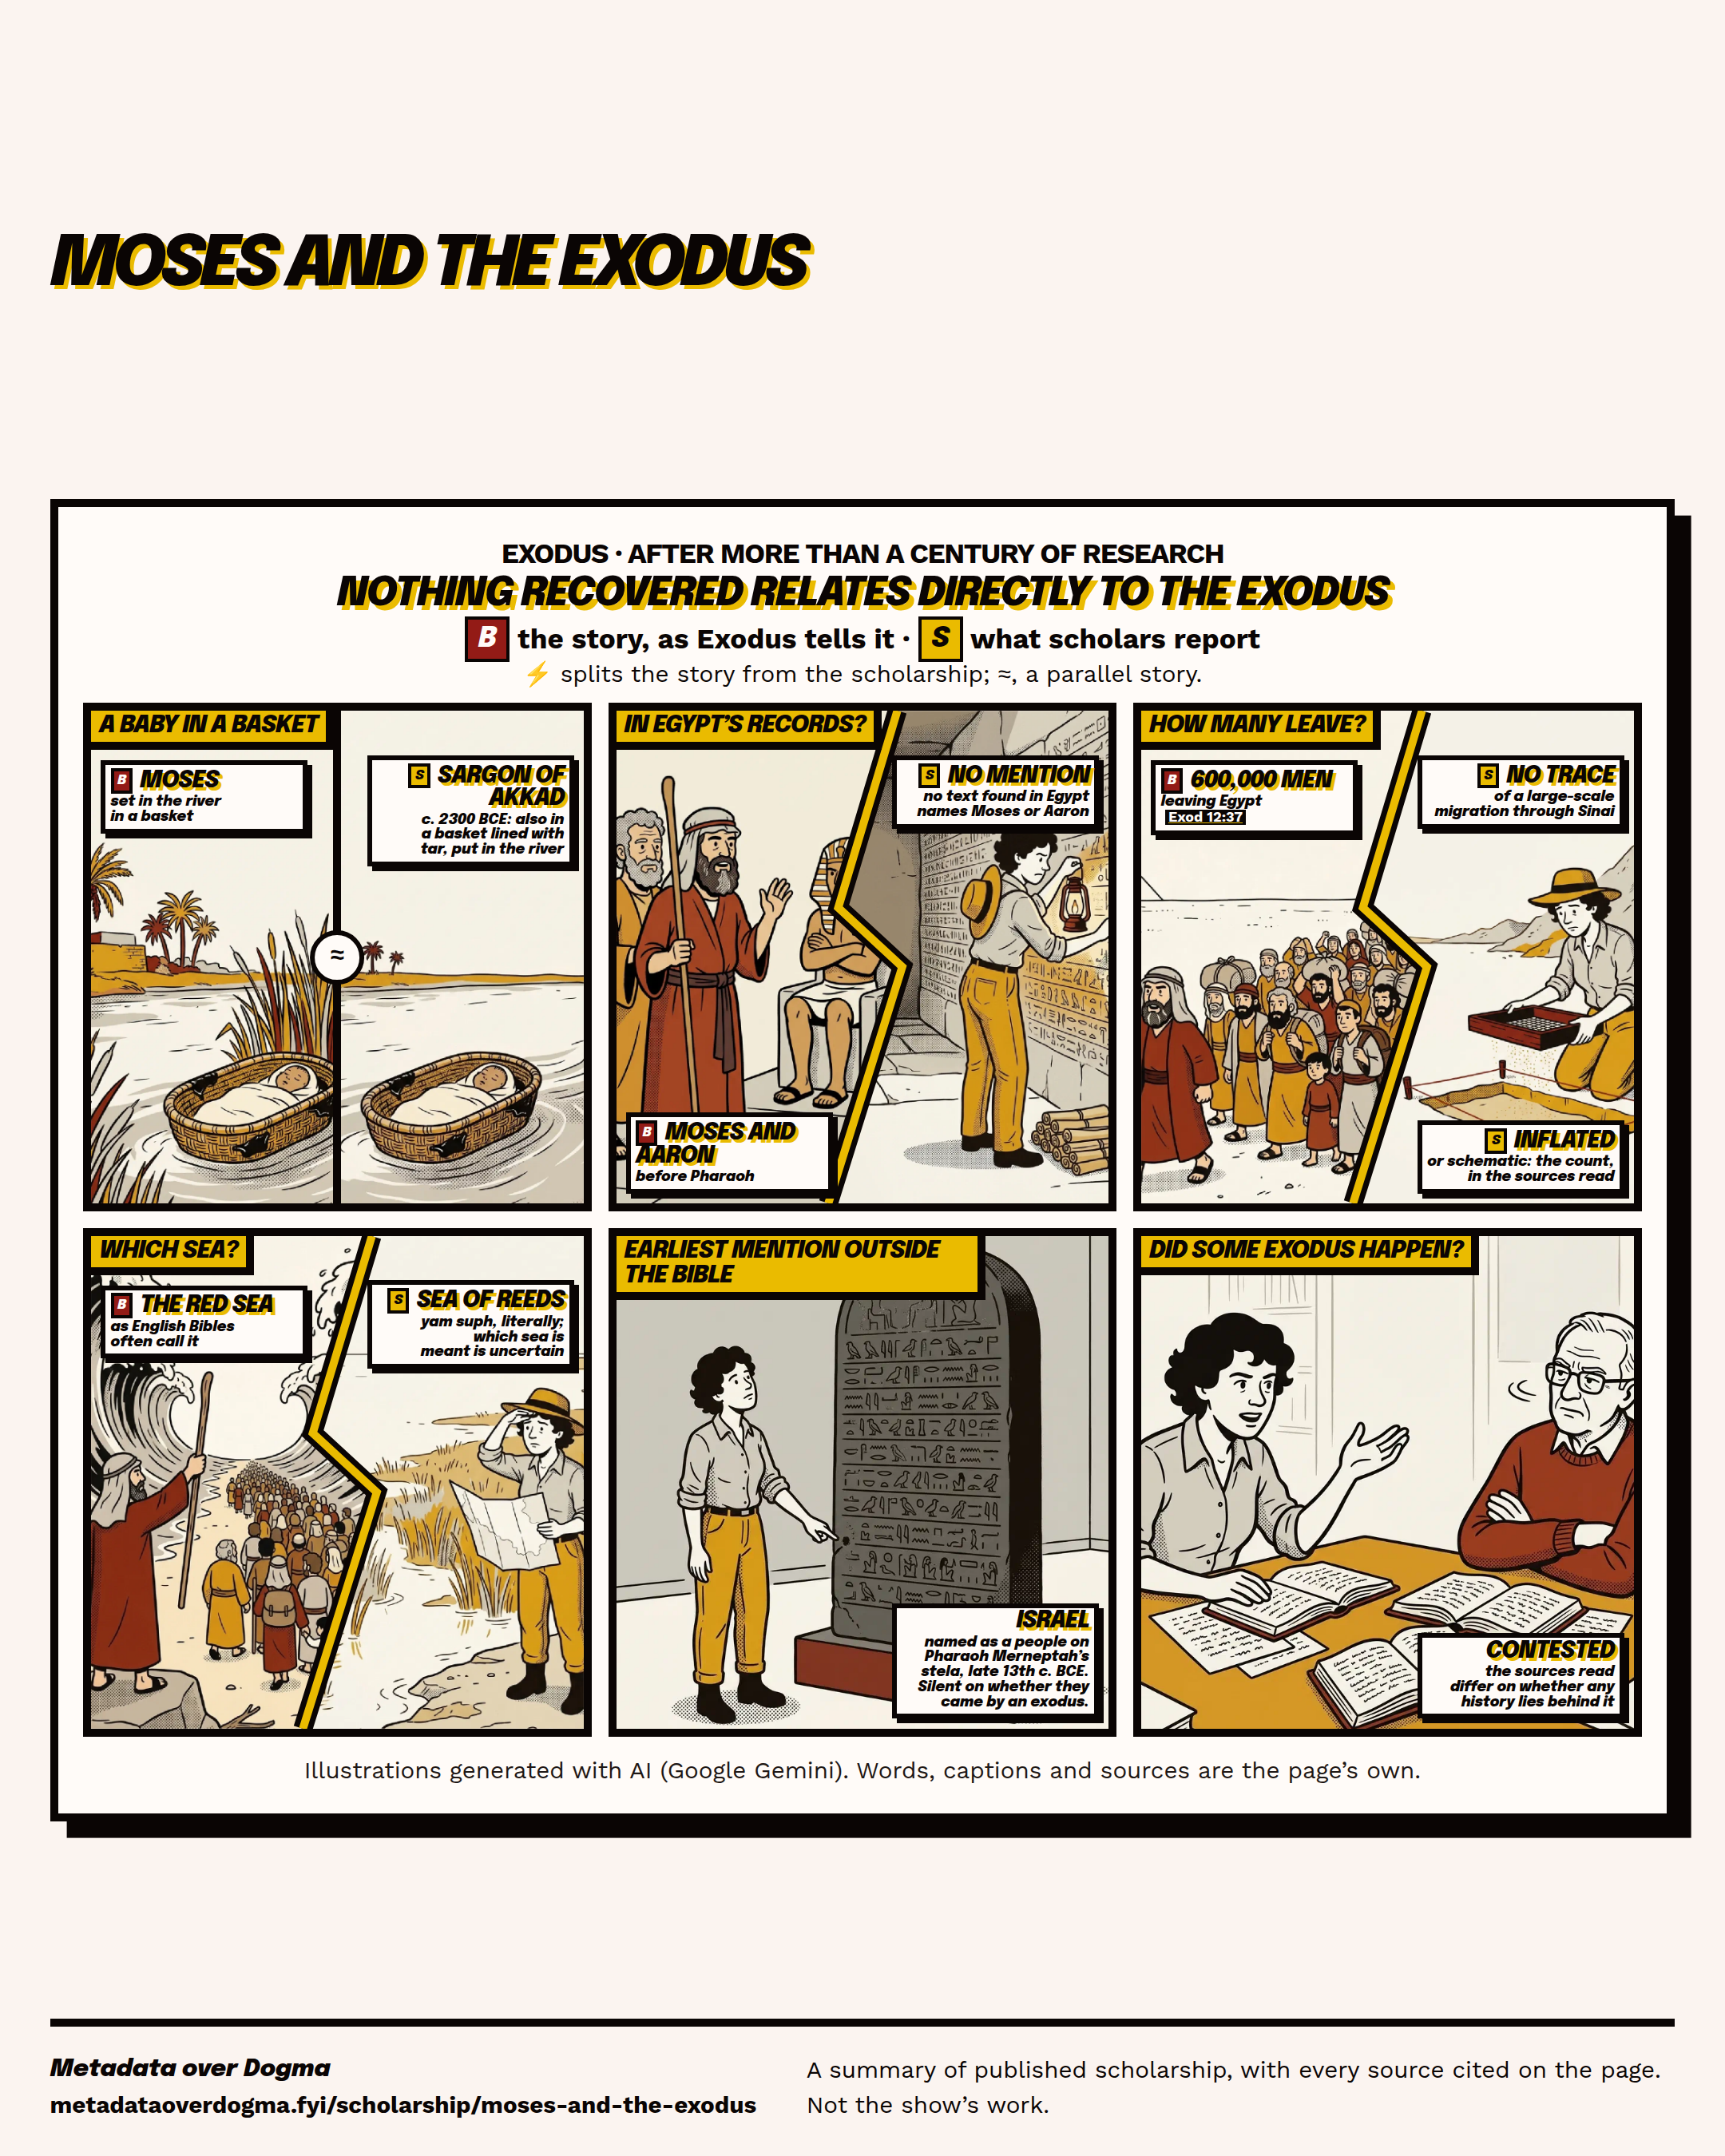 MOSES AND THE EXODUS
EXODUS · AFTER MORE THAN A CENTURY OF RESEARCH
NOTHING RECOVERED RELATES DIRECTLY TO THE EXODUS
B the story, as Exodus tells it · S what scholars report
⚡ splits the story from the scholarship; ≈, a parallel story.
A BABY IN A BASKET
B MOSES
set in the river
in a basket
S SARGON OF
AKKAD
c. 2300 BCE: also in
a basket lined with
tar, put in the river
≈
IN EGYPT’S RECORDS?
S NO MENTION
no text found in Egypt
names Moses or Aaron
B MOSES AND
AARON
before Pharaoh
HOW MANY LEAVE?
B 600,000 MEN
leaving Egypt
Exod 12:37
S NO TRACE
of a large-scale
migration through Sinai
S INFLATED
or schematic: the count,
in the sources read
WHICH SEA?
B THE RED SEA
as English Bibles
often call it
S SEA OF REEDS
yam suph, literally;
which sea is
meant is uncertain
EARLIEST MENTION OUTSIDE
THE BIBLE
ISRAEL
named as a people on
Pharaoh Merneptah’s
stela, late 13th c. BCE.
Silent on whether they
came by an exodus.
DID SOME EXODUS HAPPEN?
CONTESTED
the sources read
differ on whether any
history lies behind it
Illustrations generated with AI (Google Gemini). Words, captions and sources are the page’s own.
Metadata over Dogma
metadataoverdogma.fyi/scholarship/moses-and-the-exodus
A summary of published scholarship, with every source cited on the page.
Not the show’s work.